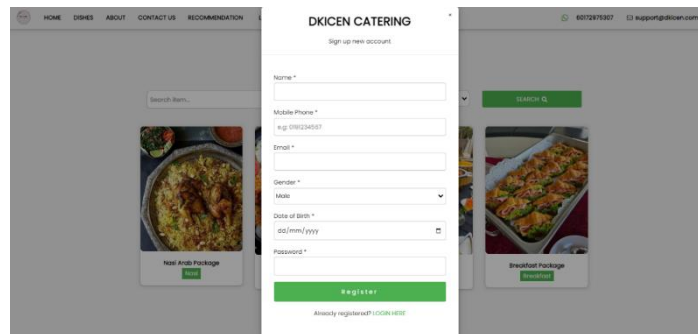 HOME DISHES ABOUT CONTACT US RECOMMENDATION
60172976307 support@dkicen.com
DKICEN CATERING
Sign up new account
Name *
Mobile Phone *
e.g: 0191234567
Email *
Gender *
Male
Date of Birth *
dd/mm/yyyy
Password *
Register
Already registered? LOGIN HERE
Search item...
SEARCH
Nasi Arab Package
Nasi
Breakfast Package
Breakfast